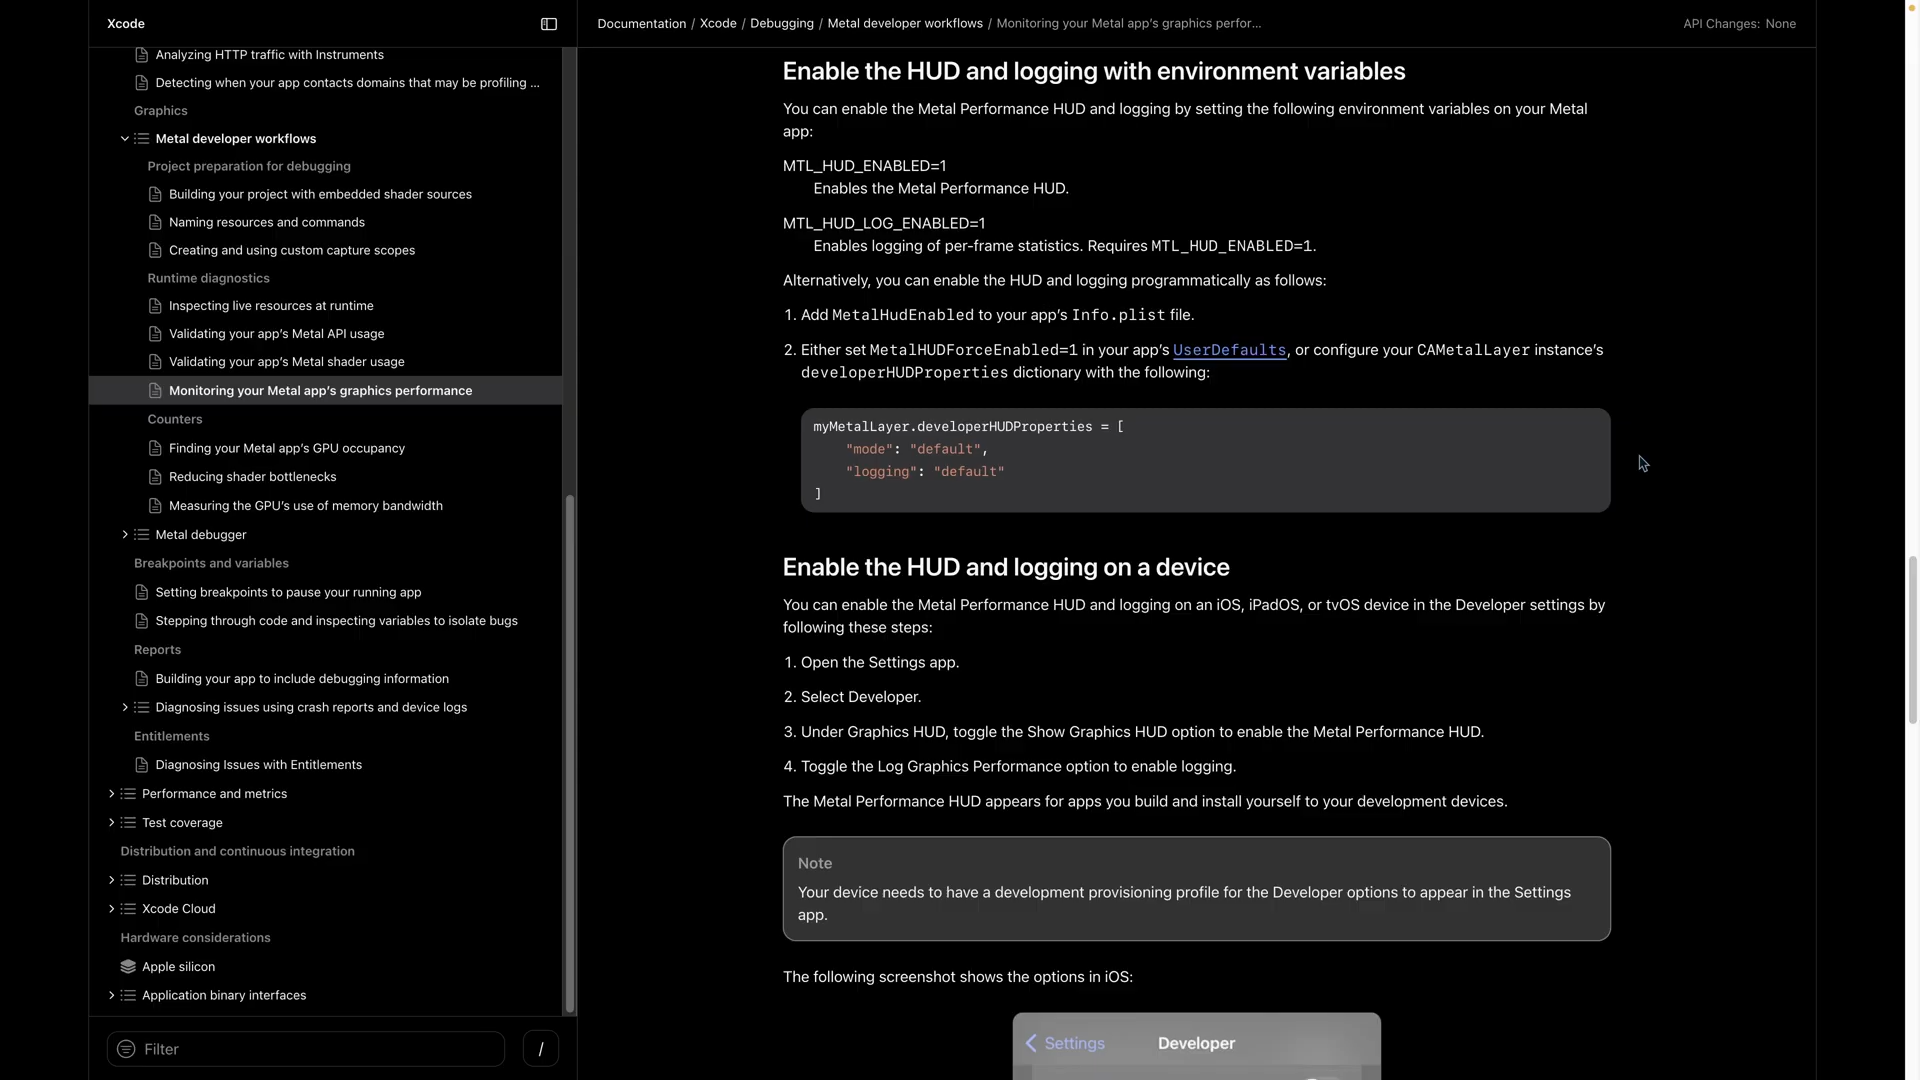 Xcode
Analyzing HTTP traffic with Instruments
Detecting when your app contacts domains that may be profiling ...
Graphics
Metal developer workflows
Project preparation for debugging
Building your project with embedded shader sources
Naming resources and commands
Creating and using custom capture scopes
Runtime diagnostics
Inspecting live resources at runtime
Validating your app’s Metal API usage
Validating your app’s Metal shader usage
Monitoring your Metal app’s graphics performance
Counters
Finding your Metal app’s GPU occupancy
Reducing shader bottlenecks
Measuring the GPU’s use of memory bandwidth
Metal debugger
Breakpoints and variables
Setting breakpoints to pause your running app
Stepping through code and inspecting variables to isolate bugs
Reports
Building your app to include debugging information
Diagnosing issues using crash reports and device logs
Entitlements
Diagnosing Issues with Entitlements
Performance and metrics
Test coverage
Distribution and continuous integration
Distribution
Xcode Cloud
Hardware considerations
Apple silicon
Application binary interfaces
Filter
/
Documentation / Xcode / Debugging / Metal developer workflows / Monitoring your Metal app’s graphics perfor...
API Changes: None
Enable the HUD and logging with environment variables
You can enable the Metal Performance HUD and logging by setting the following environment variables on your Metal
app:
MTL_HUD_ENABLED=1
Enables the Metal Performance HUD.
MTL_HUD_LOG_ENABLED=1
Enables logging of per-frame statistics. Requires MTL_HUD_ENABLED=1.
Alternatively, you can enable the HUD and logging programmatically as follows:
1. Add MetalHudEnabled to your app’s Info.plist file.
2. Either set MetalHUDForceEnabled=1 in your app’s UserDefaults, or configure your CAMetalLayer instance’s
developerHUDProperties dictionary with the following:
myMetalLayer.developerHUDProperties = [
"mode": "default",
"logging": "default"
]
Enable the HUD and logging on a device
You can enable the Metal Performance HUD and logging on an iOS, iPadOS, or tvOS device in the Developer settings by
following these steps:
1. Open the Settings app.
2. Select Developer.
3. Under Graphics HUD, toggle the Show Graphics HUD option to enable the Metal Performance HUD.
4. Toggle the Log Graphics Performance option to enable logging.
The Metal Performance HUD appears for apps you build and install yourself to your development devices.
Note
Your device needs to have a development provisioning profile for the Developer options to appear in the Settings
app.
The following screenshot shows the options in iOS:
Settings Developer